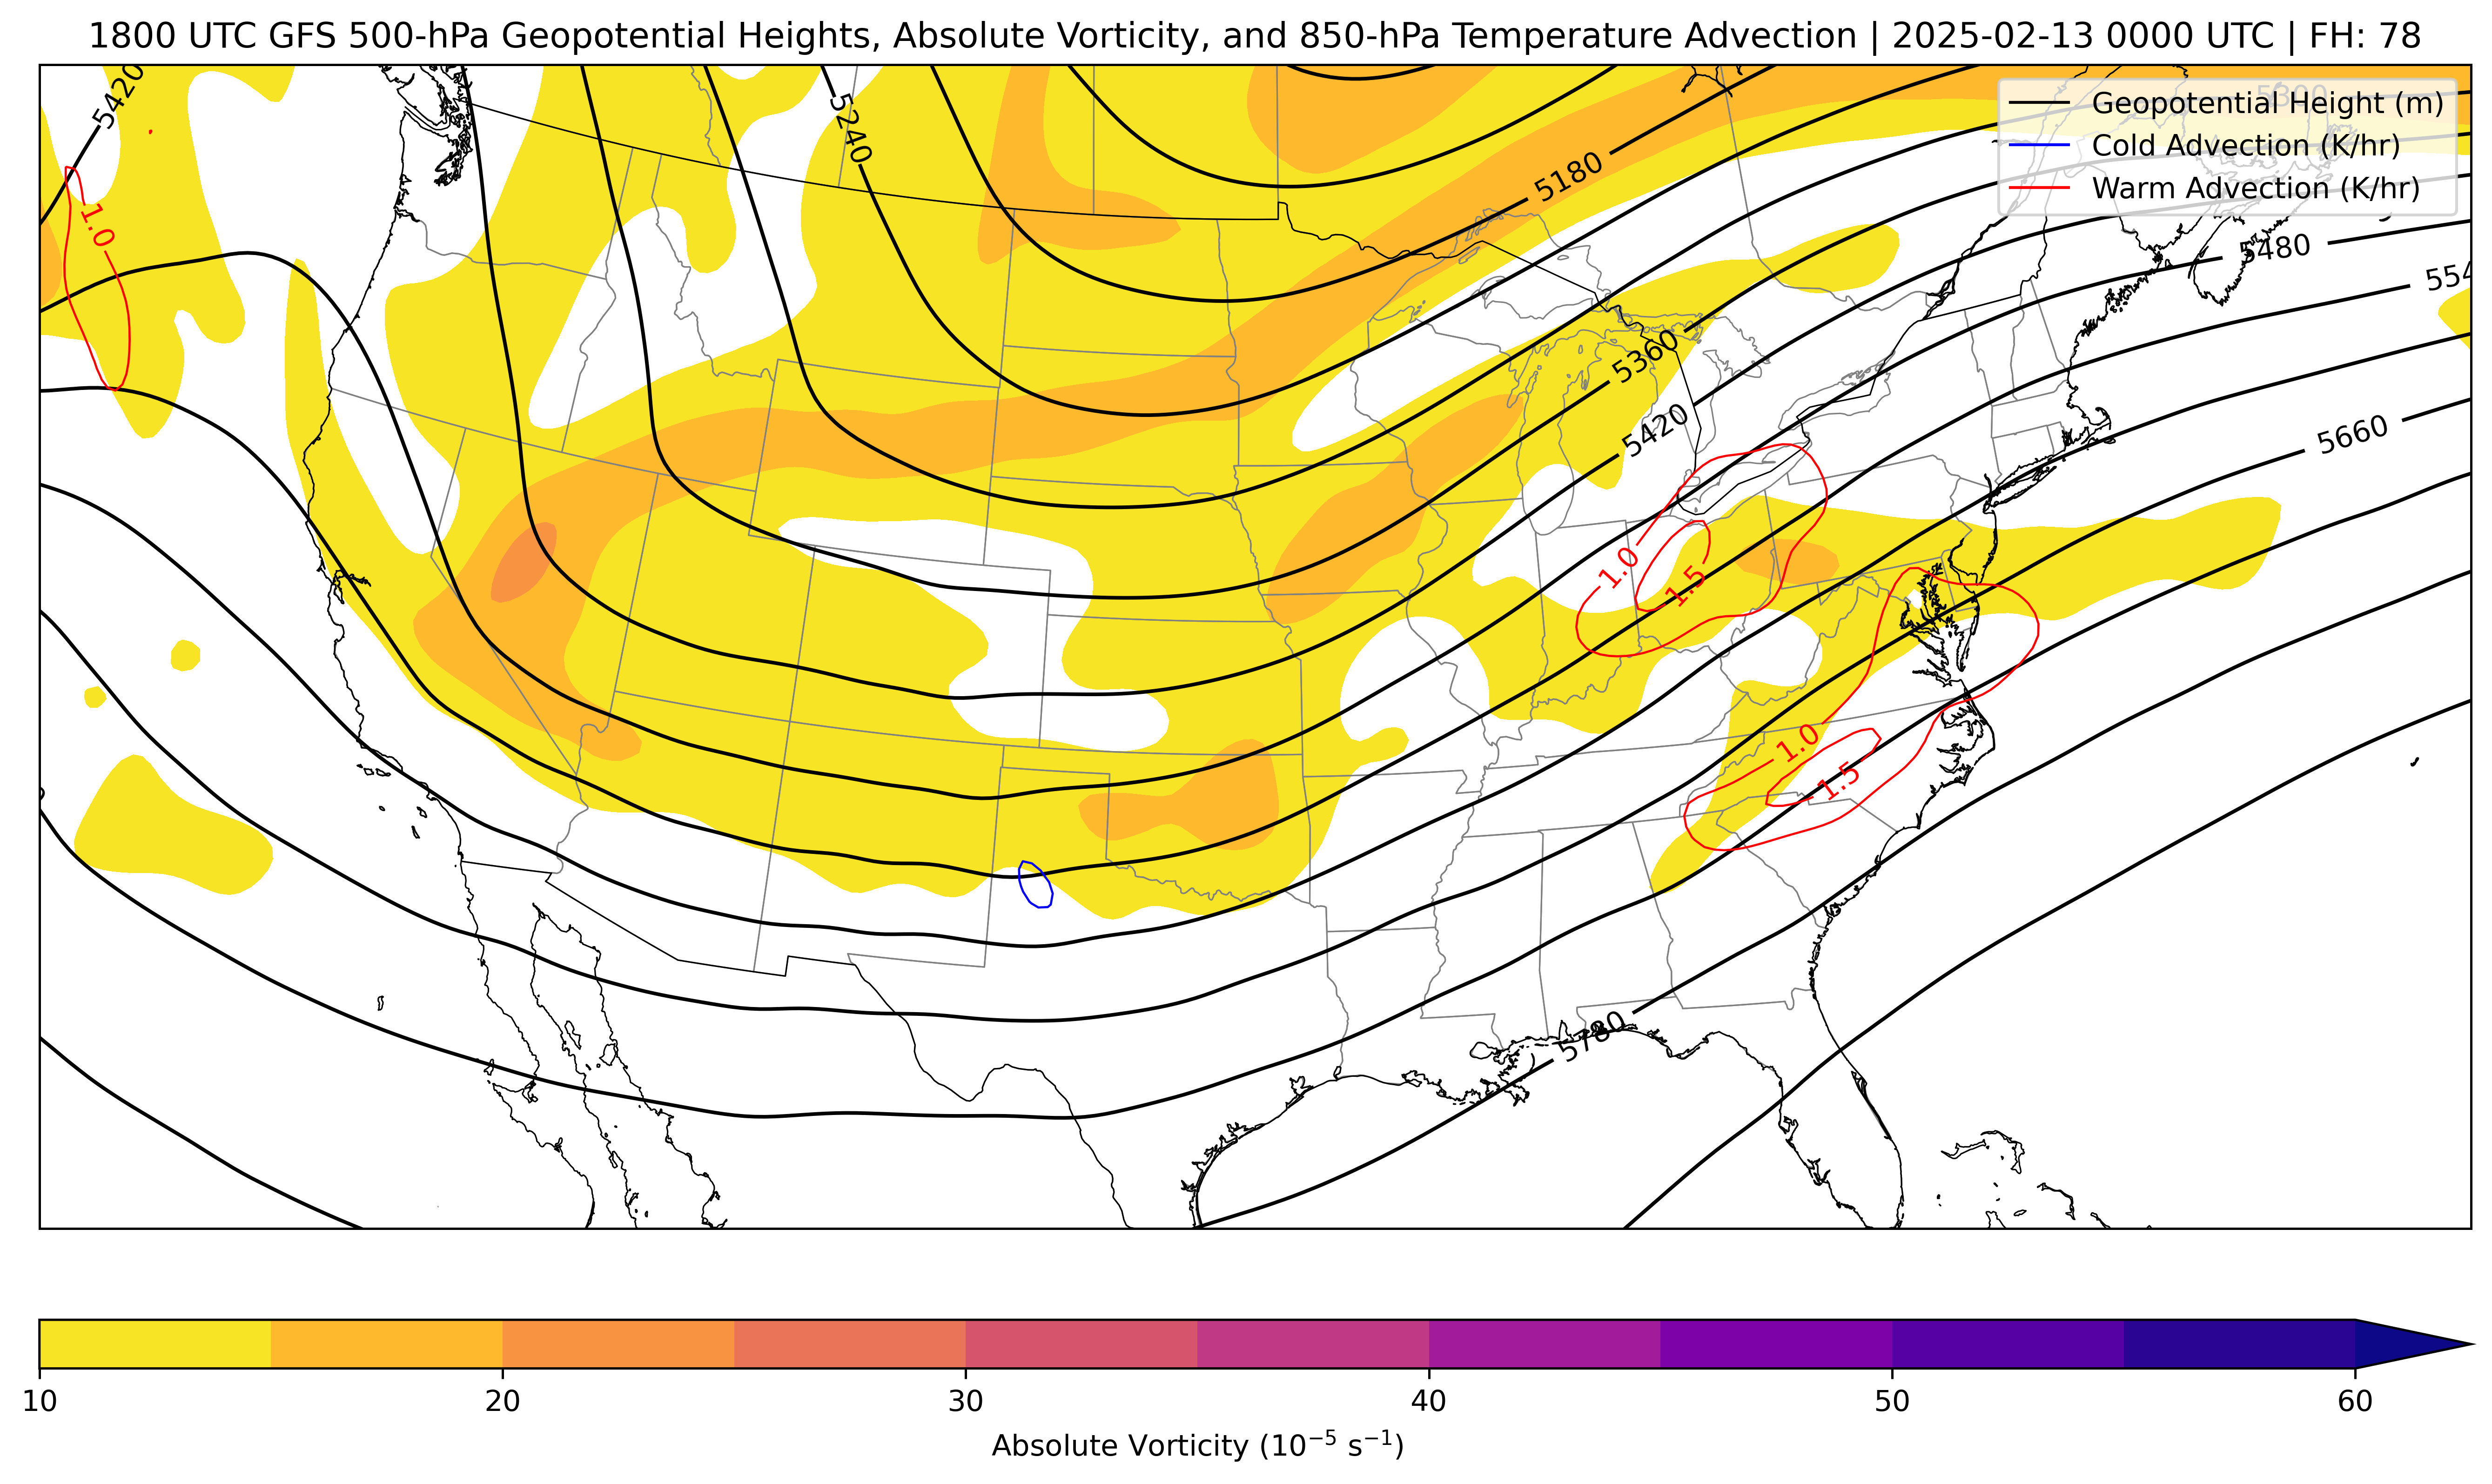 1800 UTC GFS 500-hPa Geopotential Heights, Absolute Vorticity, and 850-hPa Temperature Advection | 2025-02-13 0000 UTC | FH: 78
5420
5240
5180
5300
Geopotential Height (m)
Cold Advection (K/hr)
Warm Advection (K/hr)
1.0
5480
554
5360
5420
5660
1.0
1.5
1.0
1.5
5780
10 20 30 40 50 60
Absolute Vorticity (10⁻⁵ s⁻¹)